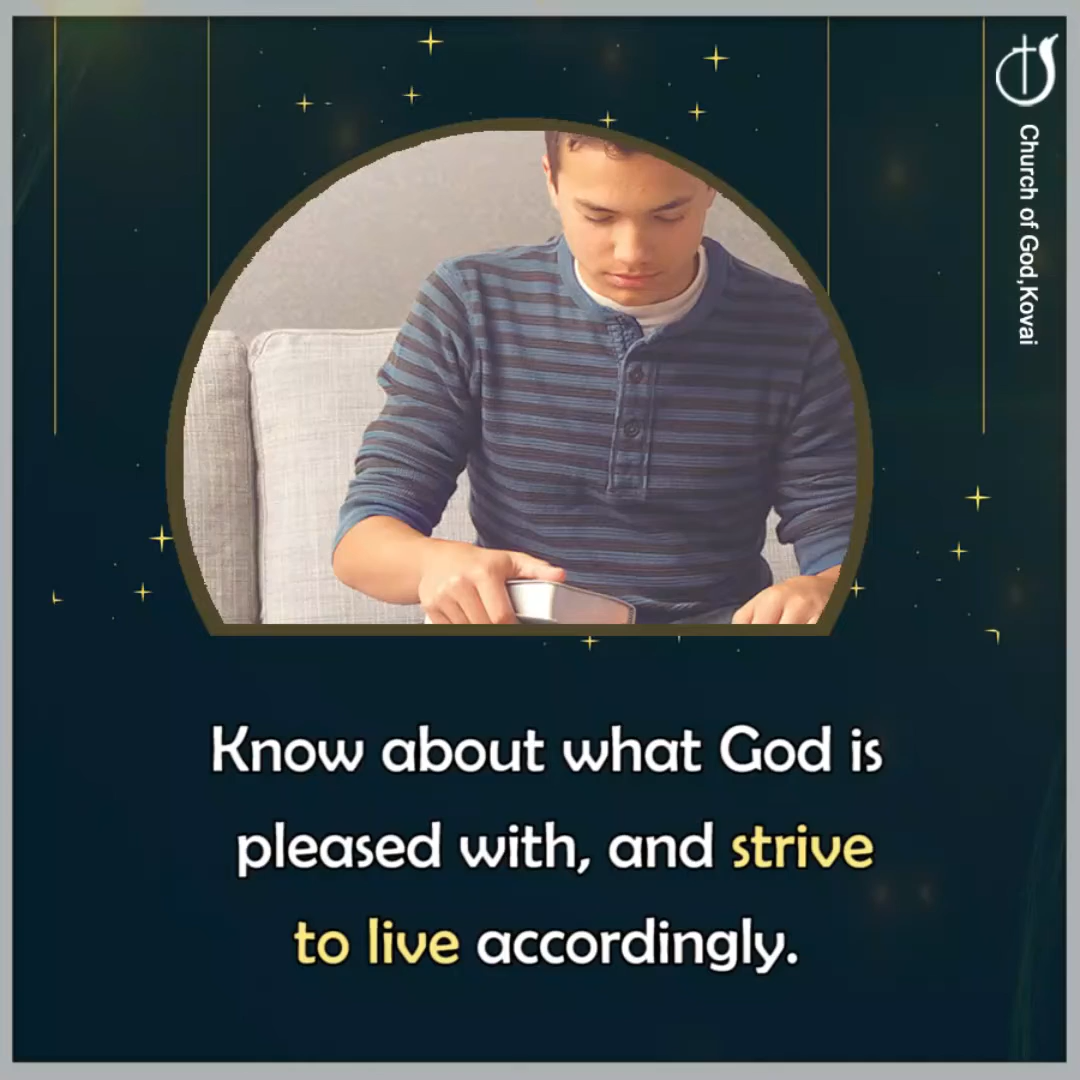 Church of God,Kovai
Know about what God is
pleased with, and strive
to live accordingly.